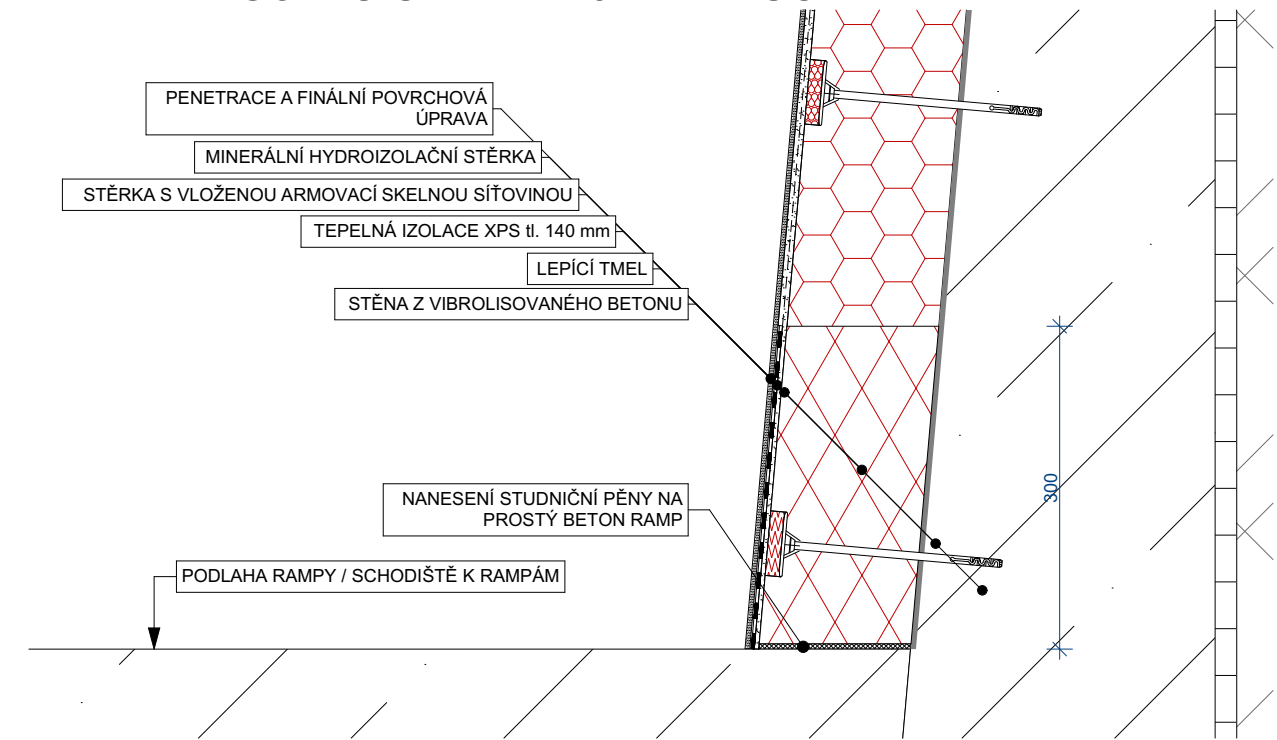 PENETRACE A FINÁLNÍ POVRCHOVÁ
ÚPRAVA
MINERÁLNÍ HYDROIZOLAČNÍ STĚRKA
STĚRKA S VLOŽENOU ARMOVACÍ SKELNOU SÍŤOVINOU
TEPELNÁ IZOLACE XPS tl. 140 mm
LEPÍCÍ TMEL
STĚNA Z VIBROLISOVANÉHO BETONU
300
NANESENÍ STUDNIČNÍ PĚNY NA
PROSTÝ BETON RAMP
PODLAHA RAMPY / SCHODIŠTĚ K RAMPÁM